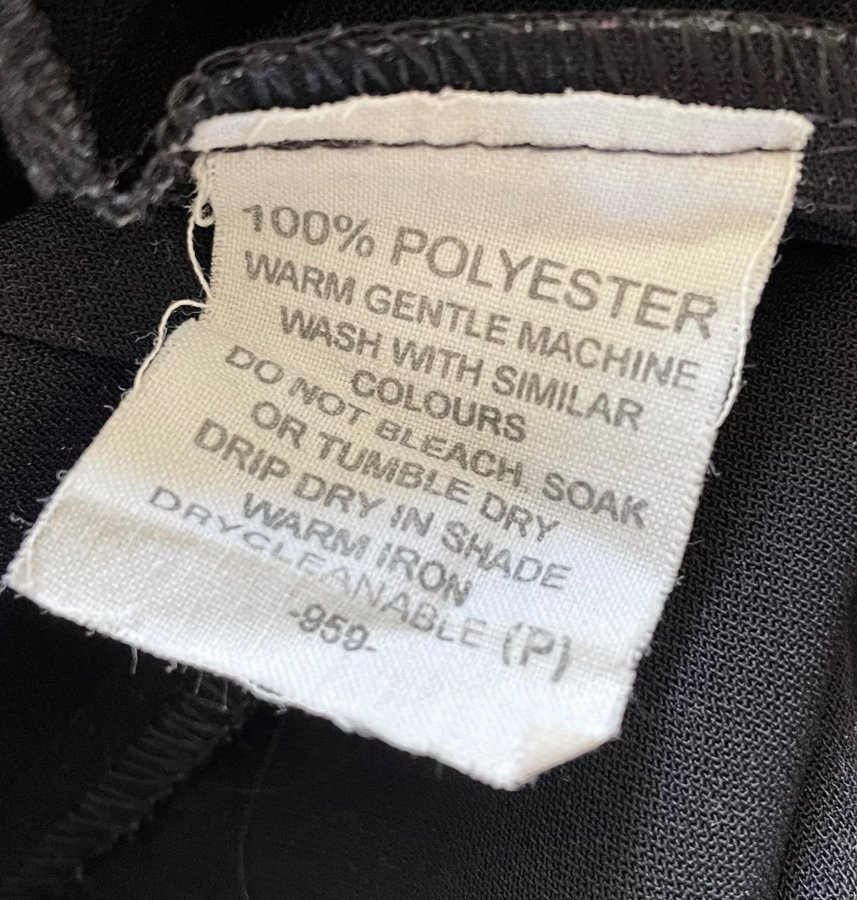 100% POLYESTER
WARM GENTLE MACHINE
WASH WITH SIMILAR
COLOURS
DO NOT BLEACH, SOAK
OR TUMBLE DRY
DRIP DRY IN SHADE
WARM IRON
DRYCLEANABLE (P)
-959-